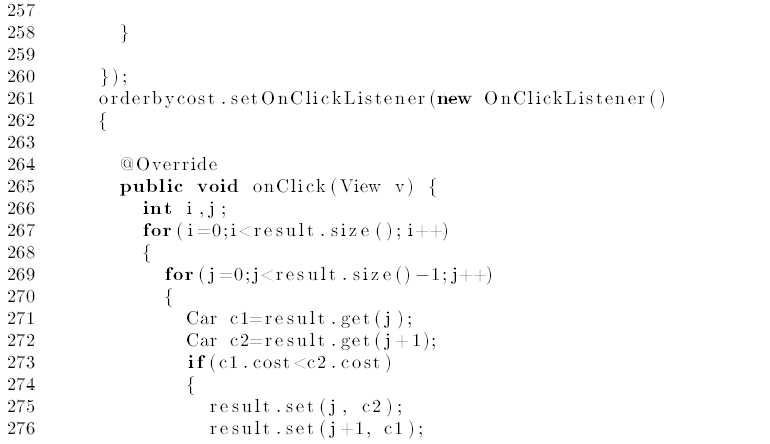 257
258 }
259
260 });
261 orderbycost.setOnClickListener(new OnClickListener()
262 {
263
264 @Override
265 public void onClick(View v) {
266 int i,j;
267 for(i=0;i<result.size();i++)
268 {
269 for(j=0;j<result.size()-1;j++)
270 {
271 Car c1=result.get(j);
272 Car c2=result.get(j+1);
273 if(c1.cost<c2.cost)
274 {
275 result.set(j, c2);
276 result.set(j+1, c1);